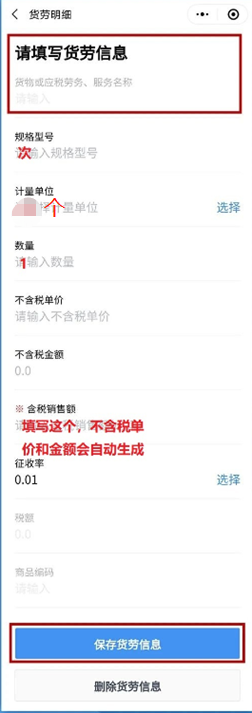 货劳明细
请填写货劳信息
货物或应税劳务、服务名称
请输入
规格型号
次
请输入规格型号
计量单位
个
选择
数量
1
请输入数量
不含税单价
请输入不含税单价
不含税金额
0.0
※ 含税销售额
填写这个，不含税单
价和金额会自动生成
征收率
0.01 选择
税额
0.0
商品编码
请输入
保存货劳信息
删除货劳信息